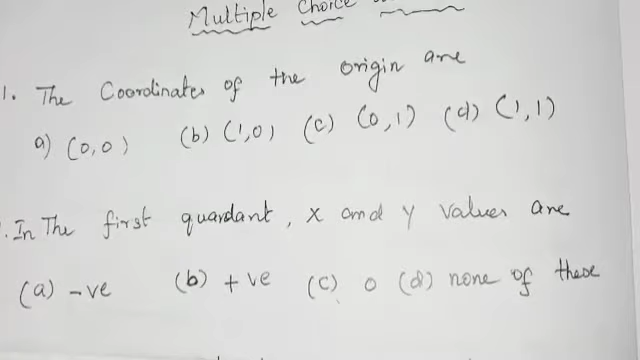 Multiple Choice
1. The Coordinates of the origin are
a) (0,0) (b) (1,0) (c) (0,1) (d) (1,1)
. In The first quardant, x and y values are
(a) -ve (b) +ve (c) 0 (d) none of these